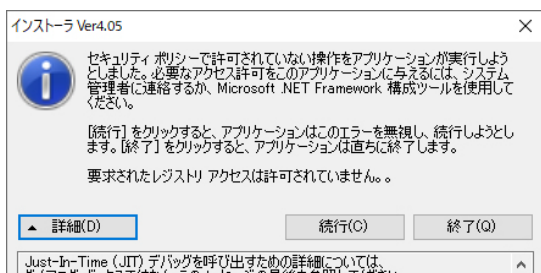 インストーラ Ver4.05
セキュリティ ポリシーで許可されていない操作をアプリケーションが実行しよう
としました。必要なアクセス許可をこのアプリケーションに与えるには、システム
管理者に連絡するか、Microsoft .NET Framework 構成ツールを使用して
ください。
[続行] をクリックすると、アプリケーションはこのエラーを無視し、続行しようとし
ます。[終了] をクリックすると、アプリケーションは直ちに終了します。
要求されたレジストリ アクセスは許可されていません。。
詳細(D)
続行(C)
終了(Q)
Just-In-Time (JIT) デバッグを呼び出すための詳細については、